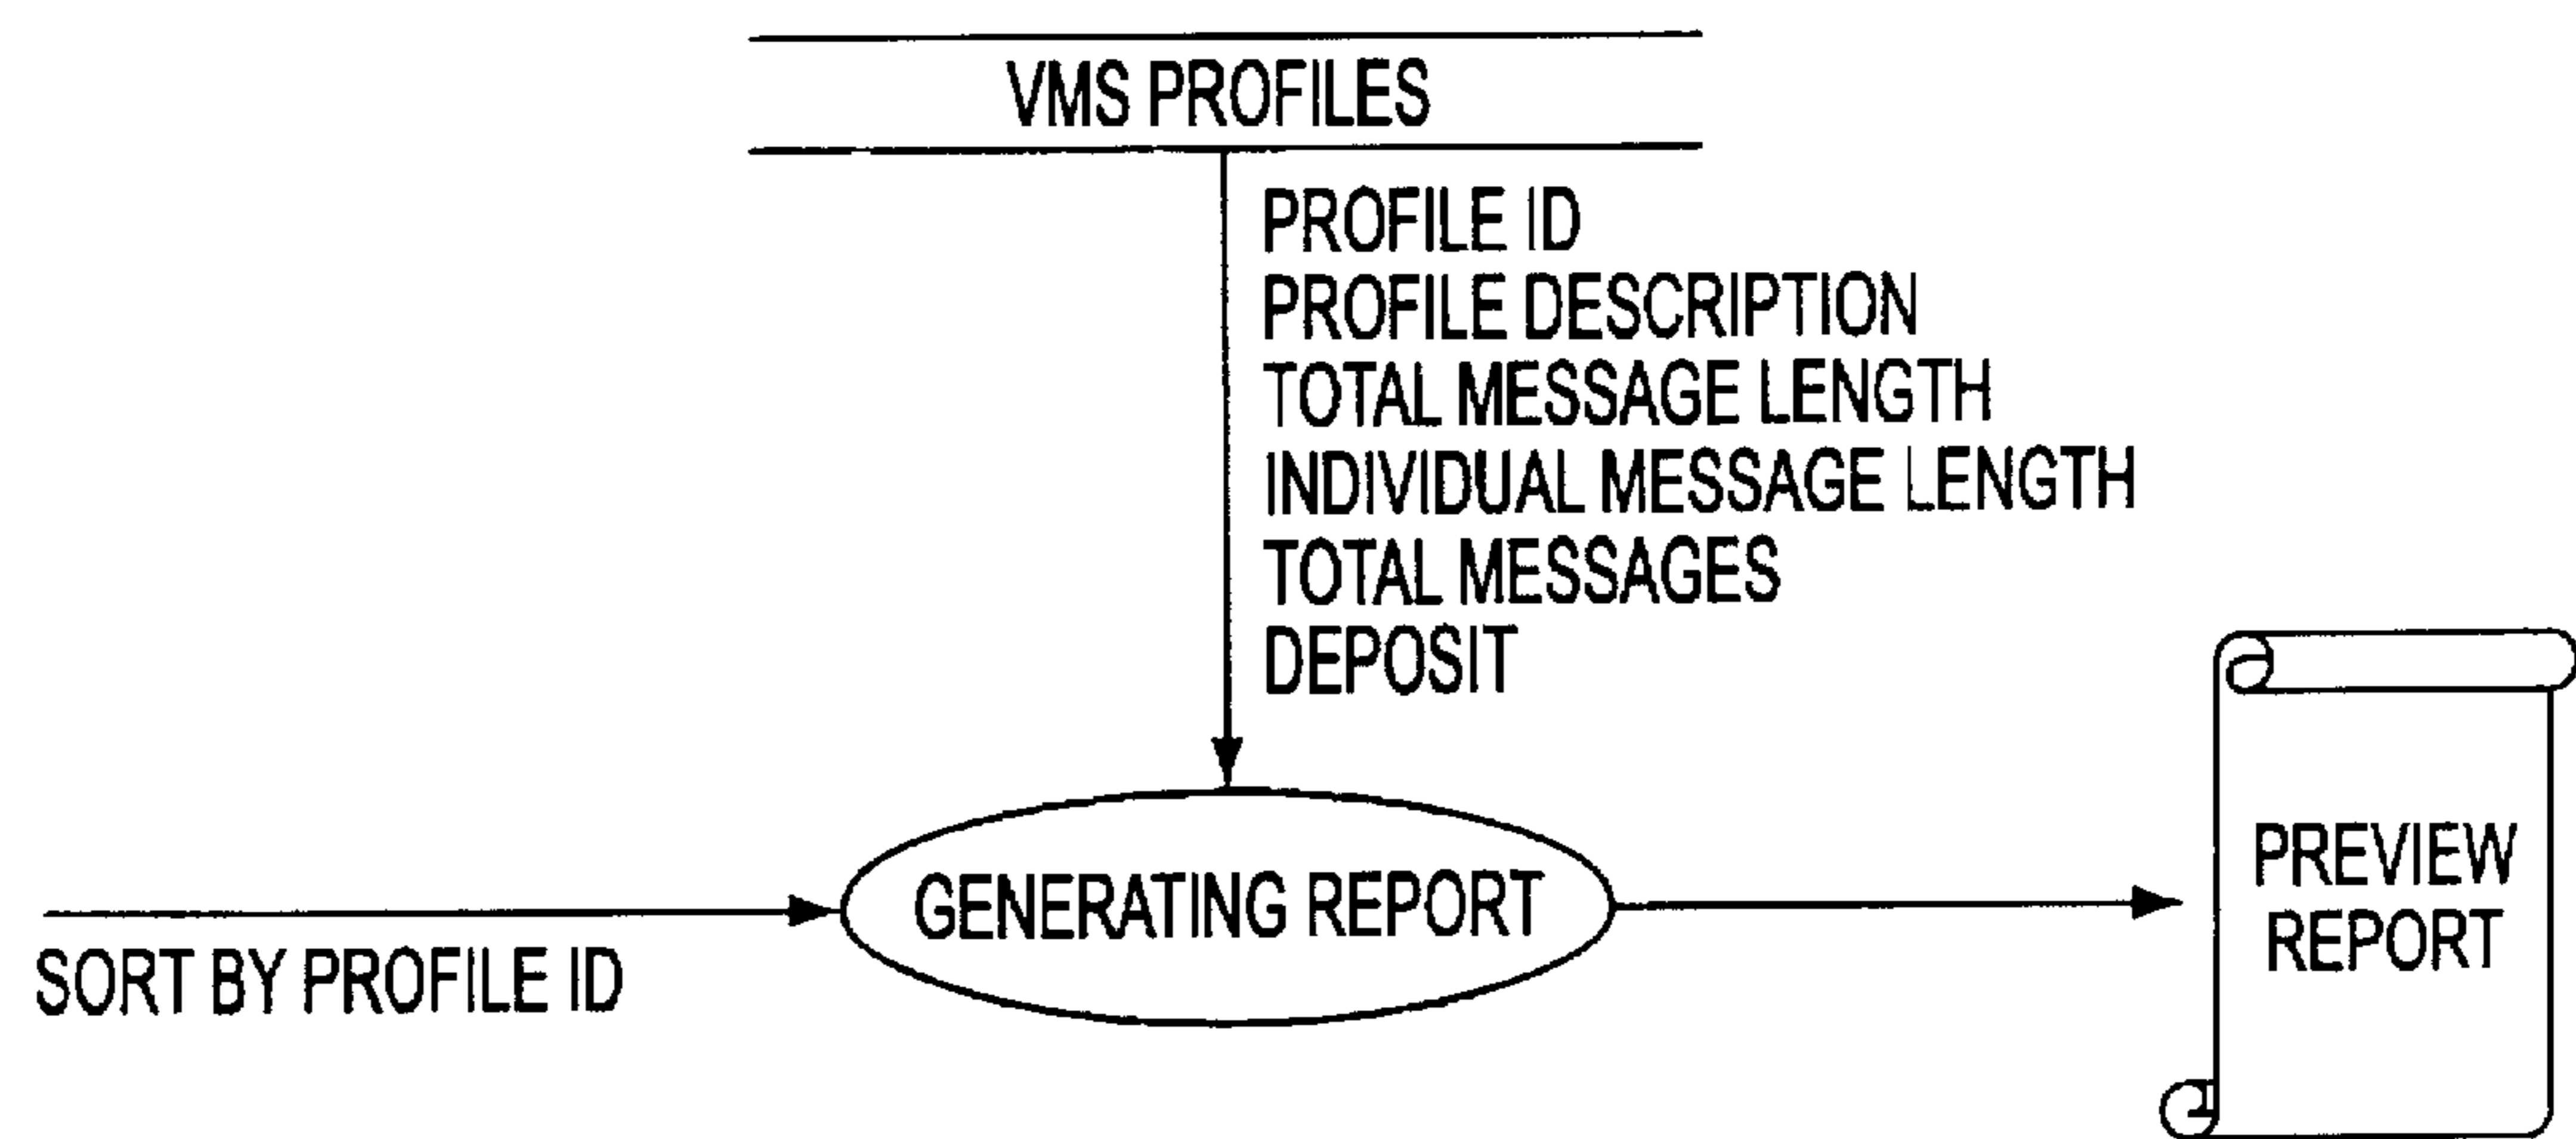 VMS PROFILES
PROFILE ID
PROFILE DESCRIPTION
TOTAL MESSAGE LENGTH
INDIVIDUAL MESSAGE LENGTH
TOTAL MESSAGES
DEPOSIT
SORT BY PROFILE ID
GENERATING REPORT
PREVIEW
REPORT